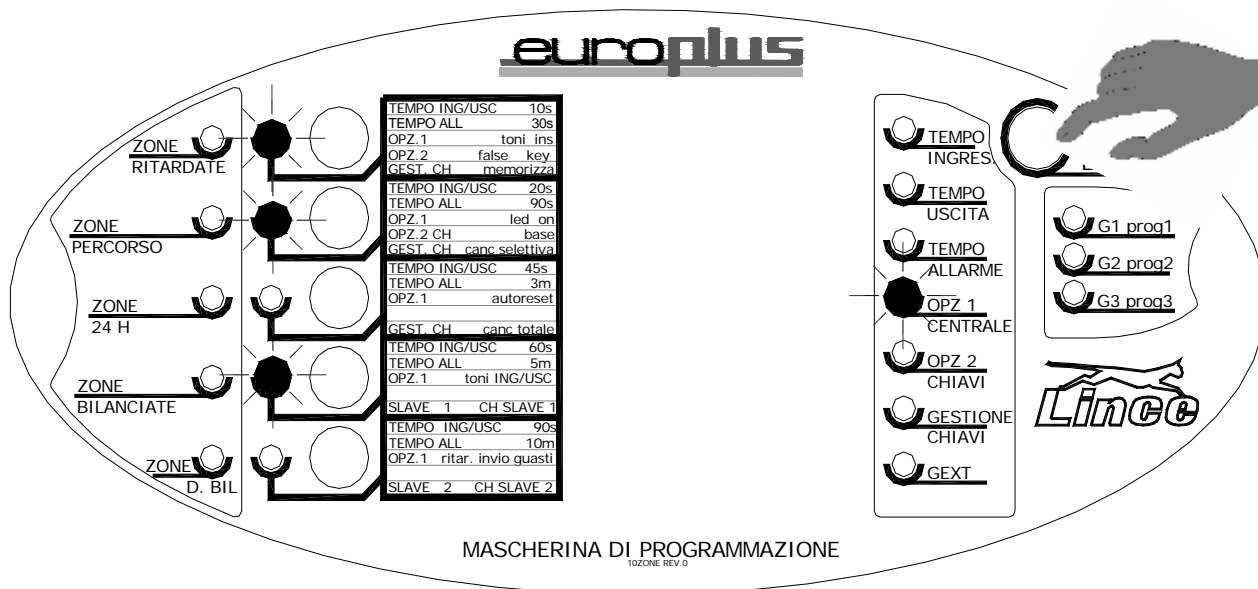 europlus
ZONE
RITARDATE
ZONE
PERCORSO
ZONE
24 H
ZONE
BILANCIATE
ZONE
D. BIL
TEMPO ING/USC 10s
TEMPO ALL 30s
OPZ.1 toni ins
OPZ.2 false key
GEST. CH memorizza
TEMPO ING/USC 20s
TEMPO ALL 90s
OPZ.1 led on
OPZ.2 CH base
GEST. CH canc selettiva
TEMPO ING/USC 45s
TEMPO ALL 3m
OPZ.1 autoreset
GEST. CH canc totale
TEMPO ING/USC 60s
TEMPO ALL 5m
OPZ.1 toni ING/USC
SLAVE 1 CH SLAVE 1
TEMPO ING/USC 90s
TEMPO ALL 10m
OPZ.1 ritar. invio guasti
SLAVE 2 CH SLAVE 2
TEMPO
INGRES.
TEMPO
USCITA
TEMPO
ALLARME
OPZ 1
CENTRALE
OPZ 2
CHIAVI
GESTIONE
CHIAVI
GEXT
G1 prog1
G2 prog2
G3 prog3
Lince
MASCHERINA DI PROGRAMMAZIONE
10ZONE REV.0